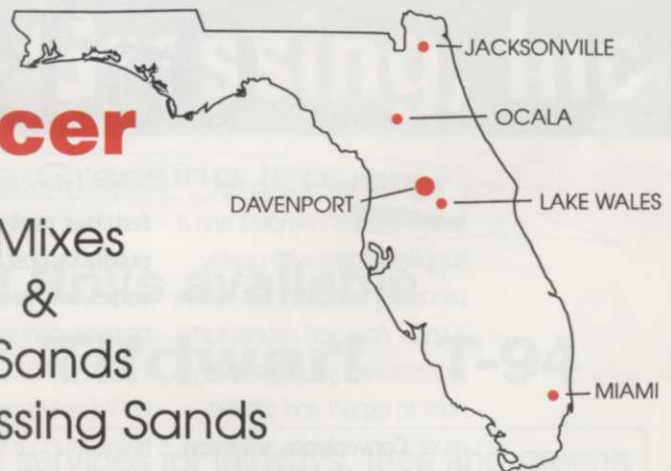 cer
Mixes
&
Sands
ssing Sands
JACKSONVILLE
OCALA
DAVENPORT
LAKE WALES
MIAMI